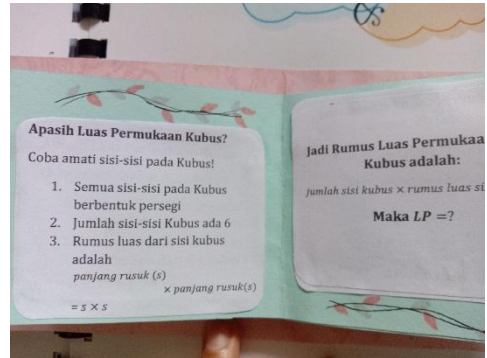 Apasih Luas Permukaan Kubus?
Coba amati sisi-sisi pada Kubus!
1. Semua sisi-sisi pada Kubus
berbentuk persegi
2. Jumlah sisi-sisi Kubus ada 6
3. Rumus luas dari sisi kubus
adalah
panjang rusuk (s)
× panjang rusuk(s)
= s × s
Jadi Rumus Luas Permukaa
Kubus adalah:
jumlah sisi kubus × rumus luas si
Maka LP =?